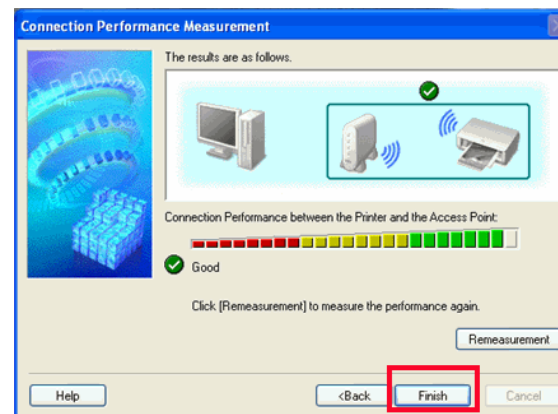 Connection Performance Measurement
The results are as follows.
Connection Performance between the Printer and the Access Point:
Good
Click [Remeasurement] to measure the performance again.
Remeasurement
Help
<Back
Finish
Cancel